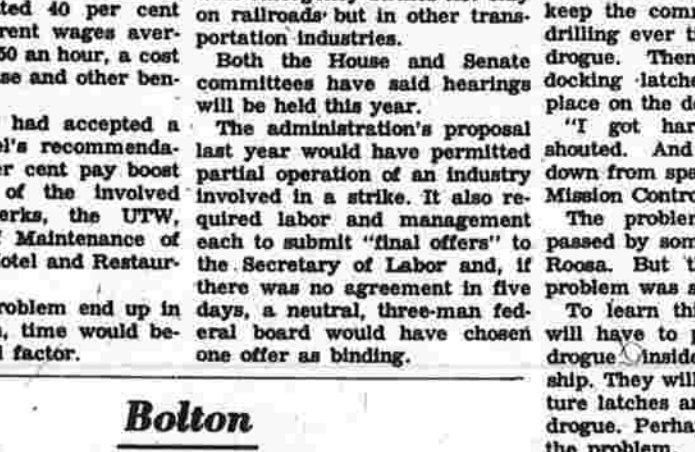 ted 40 per cent
rent wages aver-
50 an hour, a cost
se and other ben-
had accepted a
el's recommenda-
er cent pay boost
of the involved
erks, the UTW,
Maintenance of
otel and Restaur-
roblem end up in
, time would be-
factor.
on railroads but in other trans-
portation industries.
Both the House and Senate
committees have said hearings
will be held this year.
The administration's proposal
last year would have permitted
partial operation of an industry
involved in a strike. It also re-
quired labor and management
each to submit "final offers" to
the Secretary of Labor and, if
there was no agreement in five
days, a neutral, three-man fed-
eral board would have chosen
one offer as binding.
Bolton
keep the com
drilling ever t
drogue. Then
docking latche
place on the d
"I got har
shouted. And
down from spa
Mission Contr
The problem
passed by som
Roosa. But t
problem was a
To learn thi
will have to p
drogue inside
ship. They will
ture latches a
drogue. Perha
the problem.